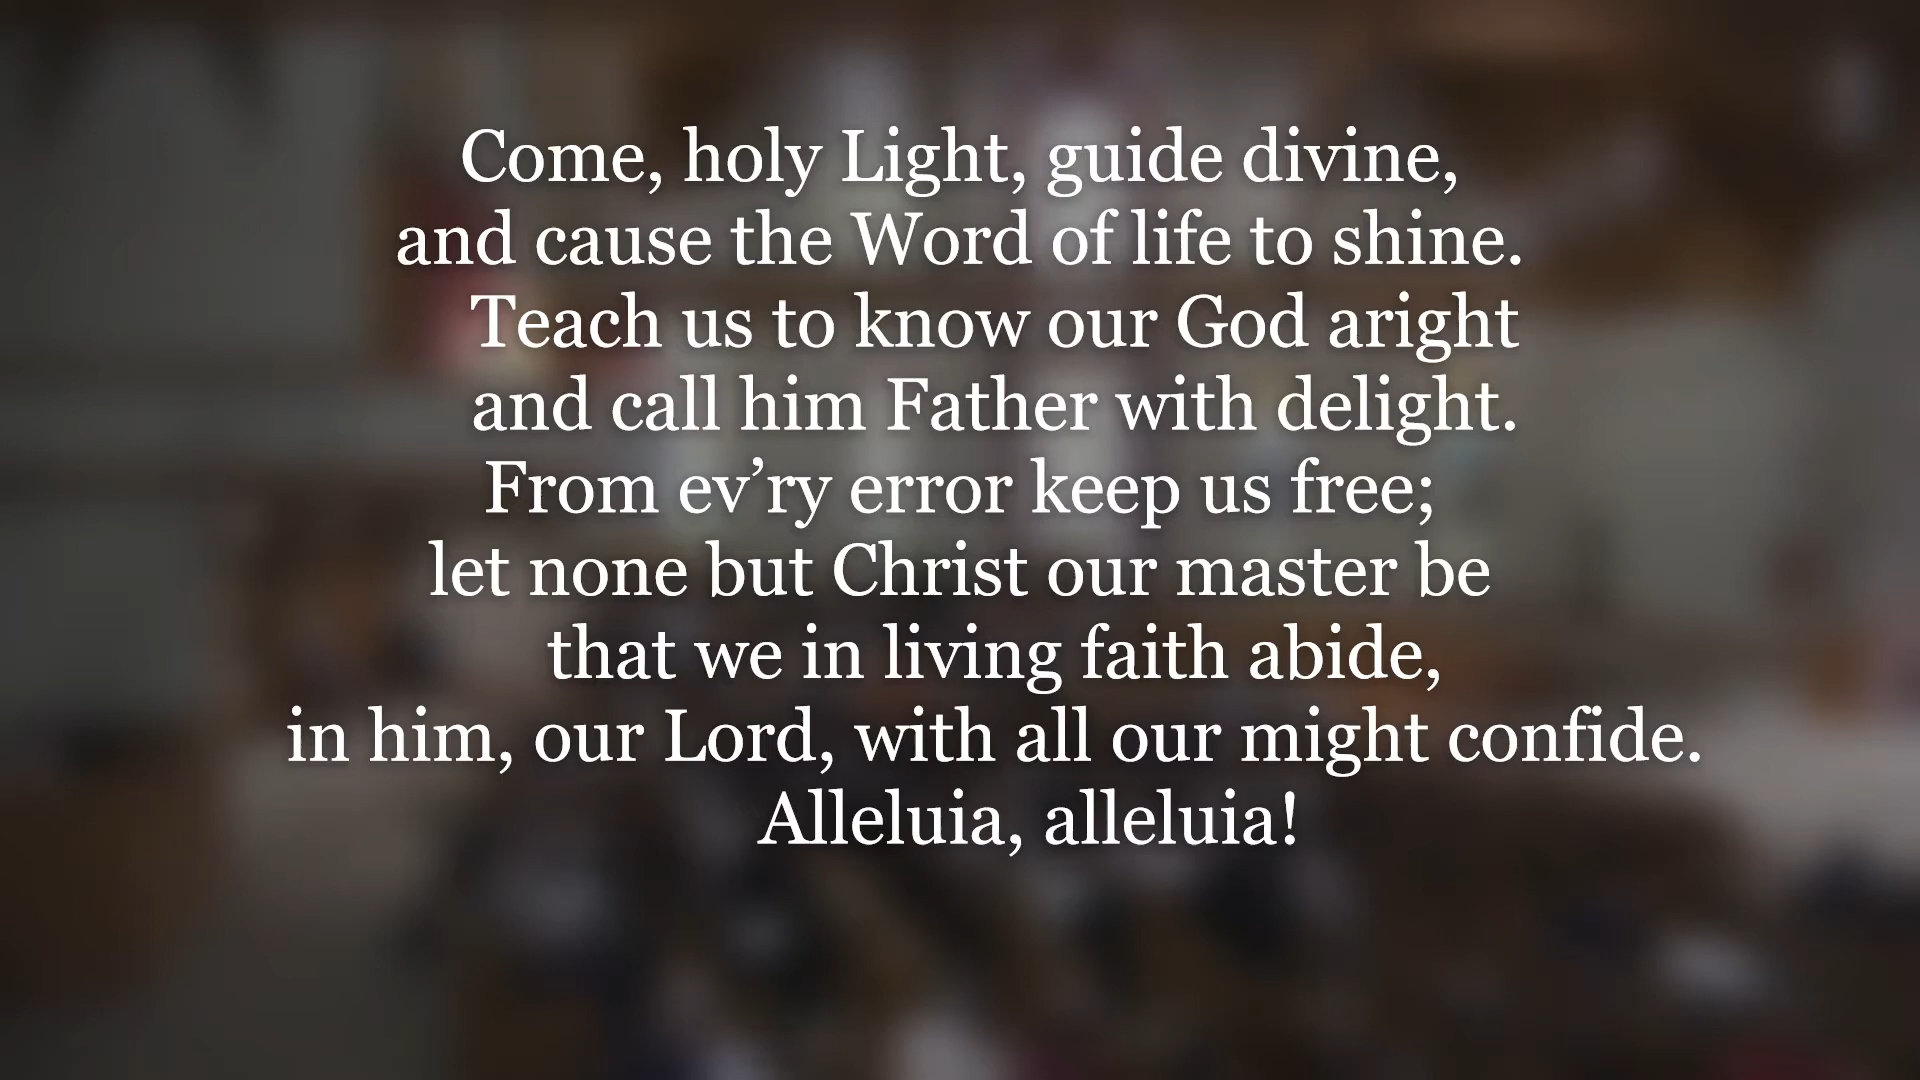 Come, holy Light, guide divine,
and cause the Word of life to shine.
Teach us to know our God aright
and call him Father with delight.
From ev’ry error keep us free;
let none but Christ our master be
that we in living faith abide,
in him, our Lord, with all our might confide.
Alleluia, alleluia!